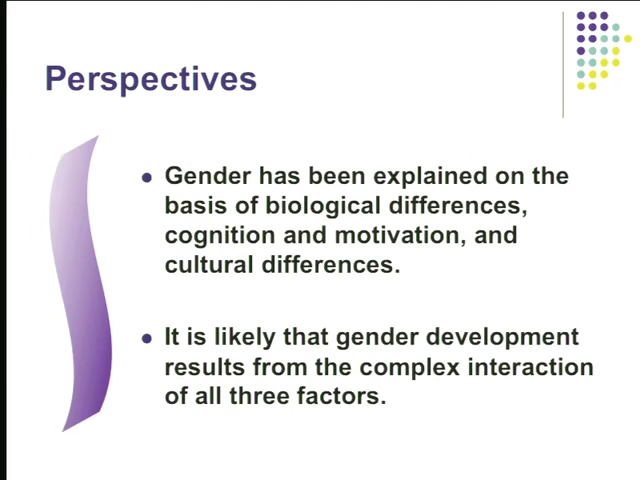 Perspectives
Gender has been explained on the
basis of biological differences,
cognition and motivation, and
cultural differences.
It is likely that gender development
results from the complex interaction
of all three factors.